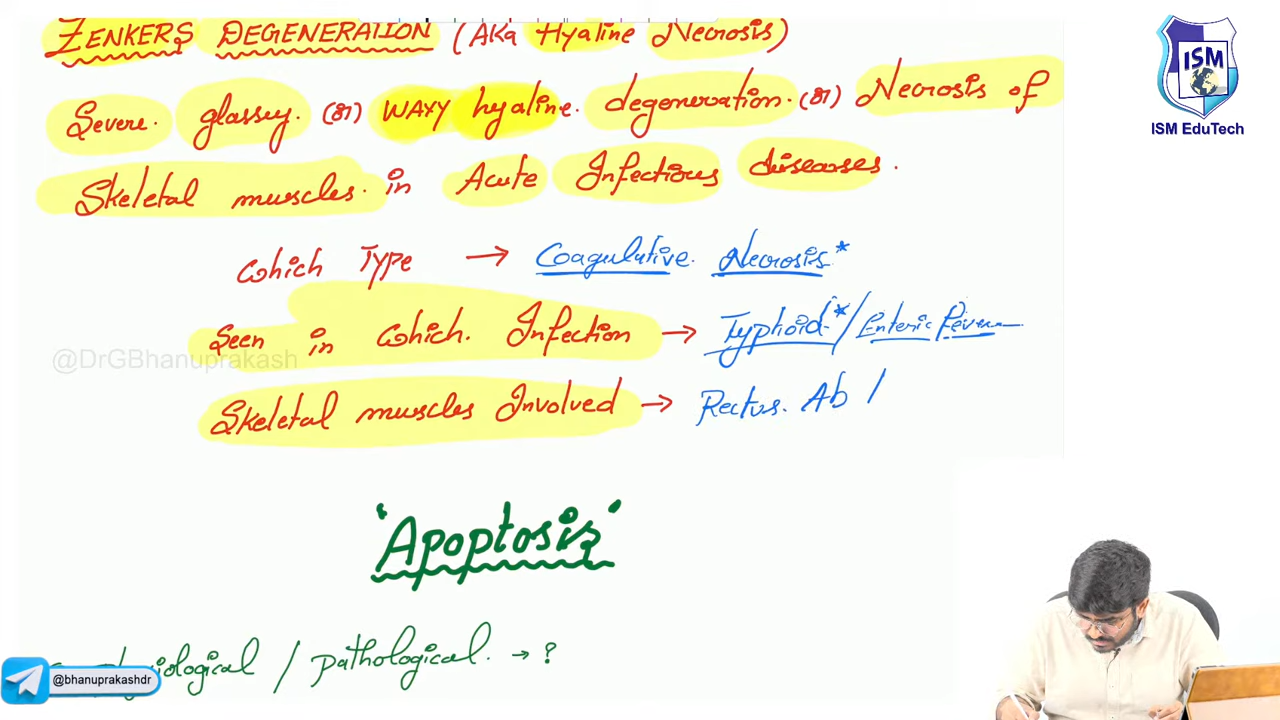 ZENKERS DEGENERATION (AKA Hyaline Necrosis)
Severe. glassy. (or) WAXY hyaline. degeneration. (or) Necrosis of
Skeletal muscles. in Acute Infectious diseases.
Which Type → Coagulative. Necrosis*
Seen in Which. Infection → Typhoid.*/Enteric fever
@DrGBhanuprakash
Skeletal muscles Involved → Rectus. Ab /
'Apoptosis'
/ pathological. → ?
@bhanuprakashdr
ISM
ISM EduTech